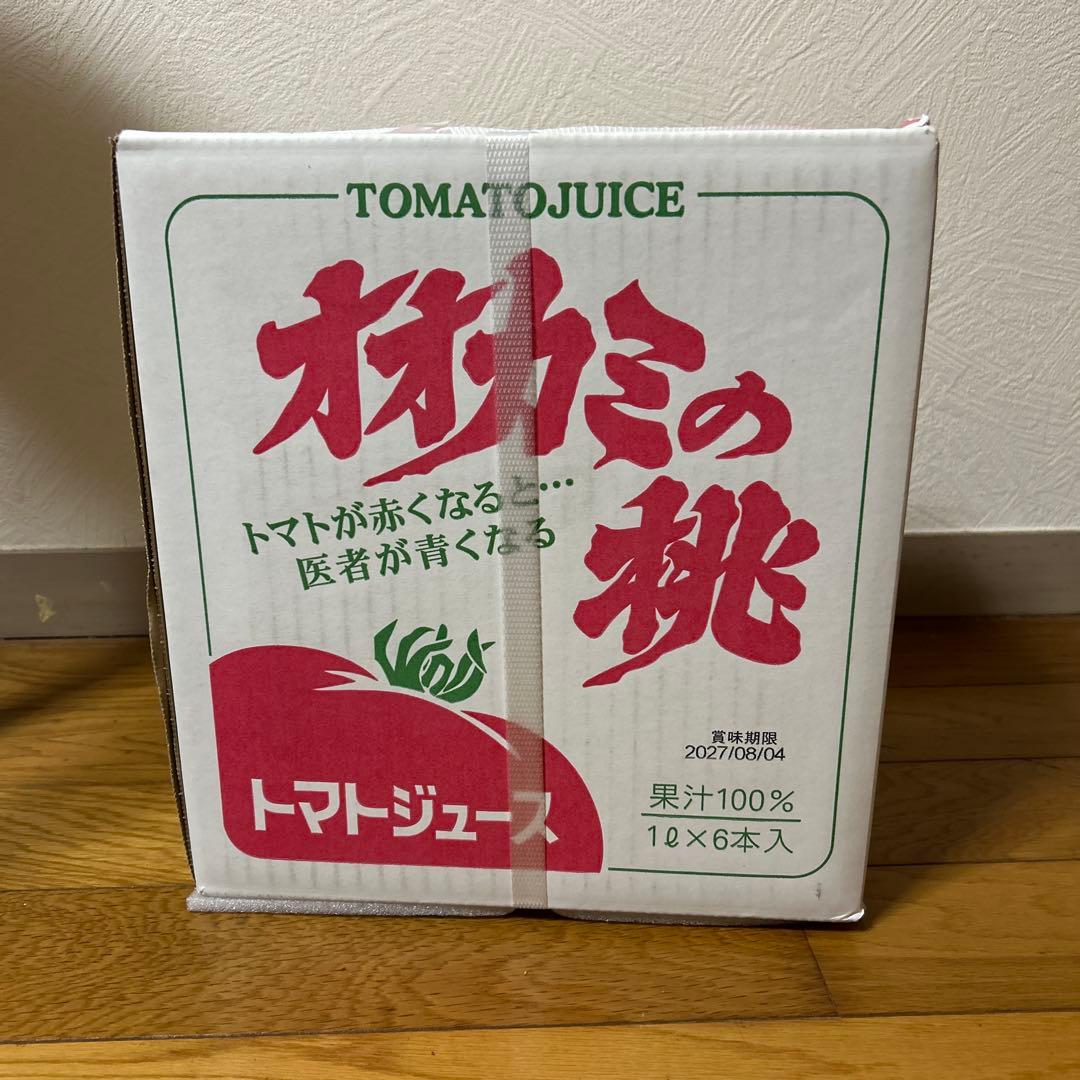 TOMATOJUICE
オオカミの
桃
トマトが赤くなると…
医者が青くなる
トマトジュース
賞味期限
2027/08/04
果汁100%
1ℓ×6本入